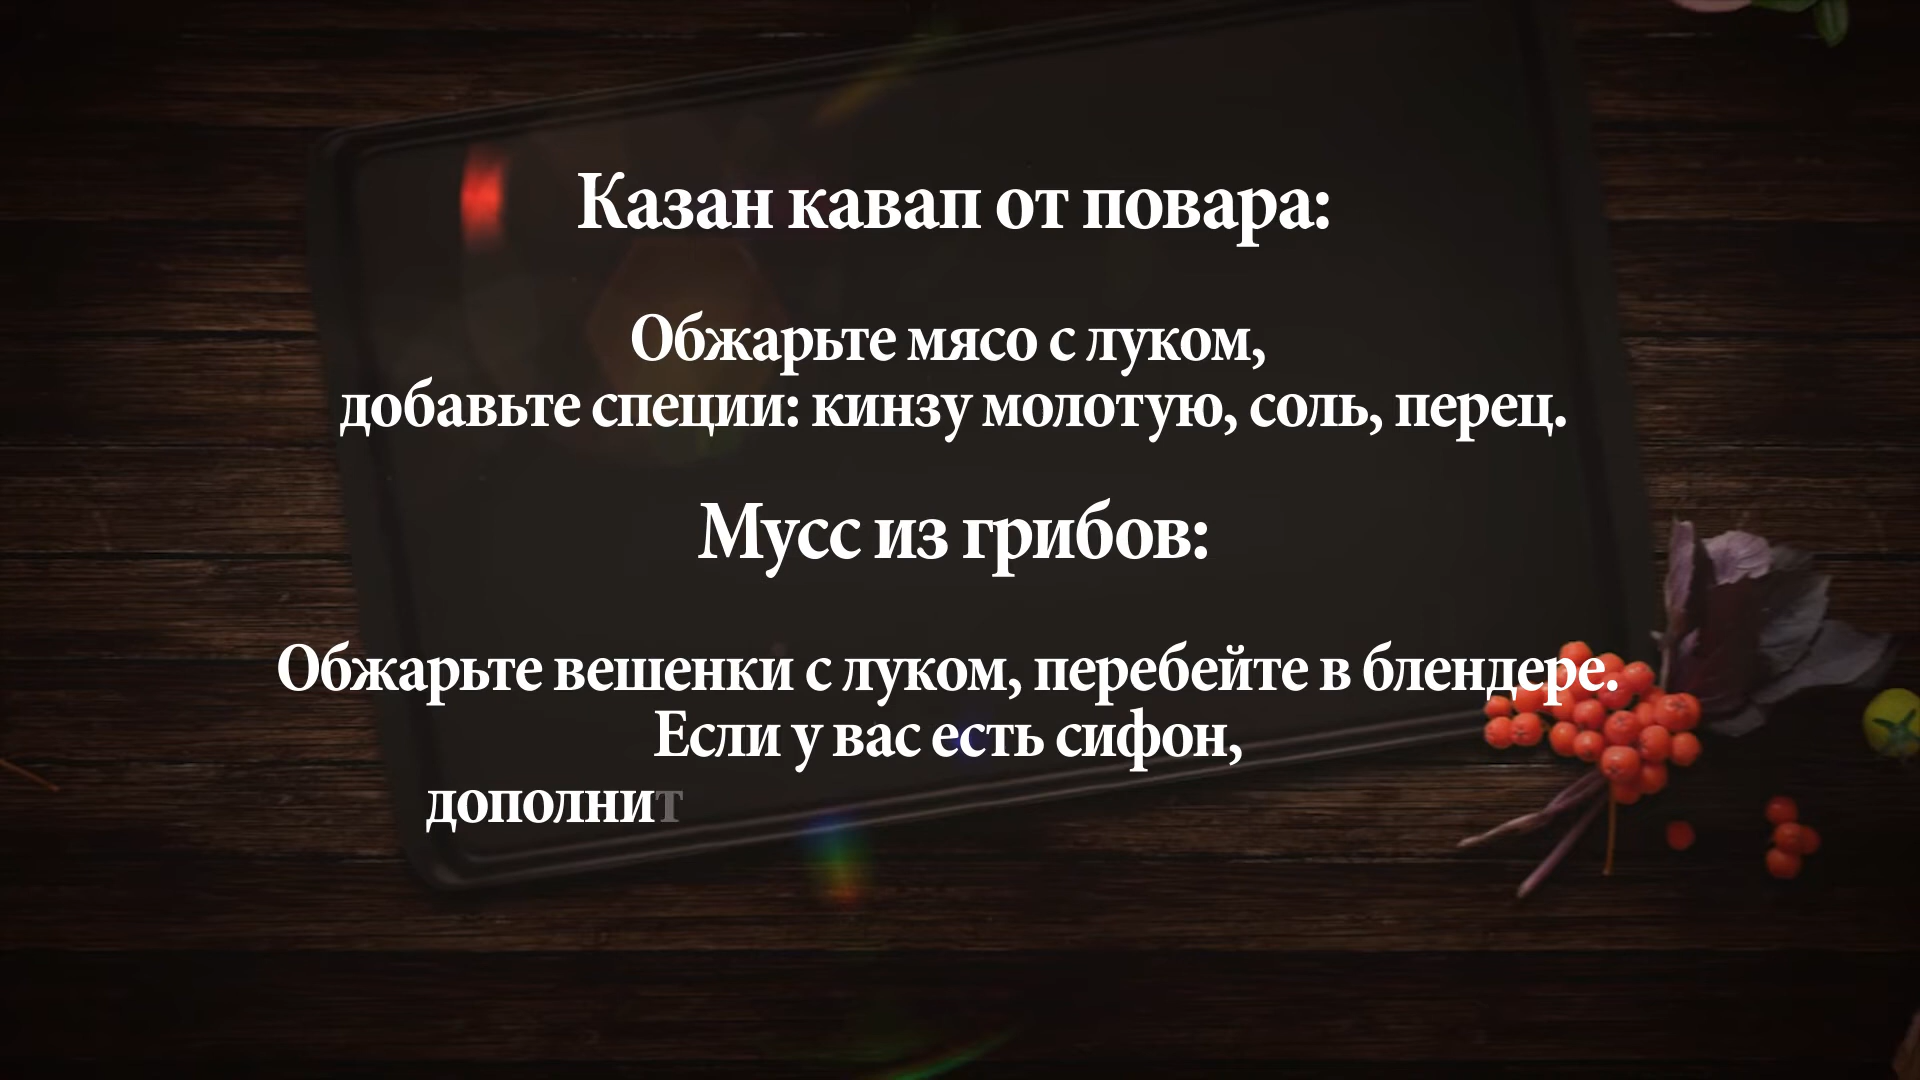 Казан кавап от повара:
Обжарьте мясо с луком,
добавьте специи: кинзу молотую, соль, перец.
Мусс из грибов:
Обжарьте вешенки с луком, перебейте в блендере.
Если у вас есть сифон,
дополнит